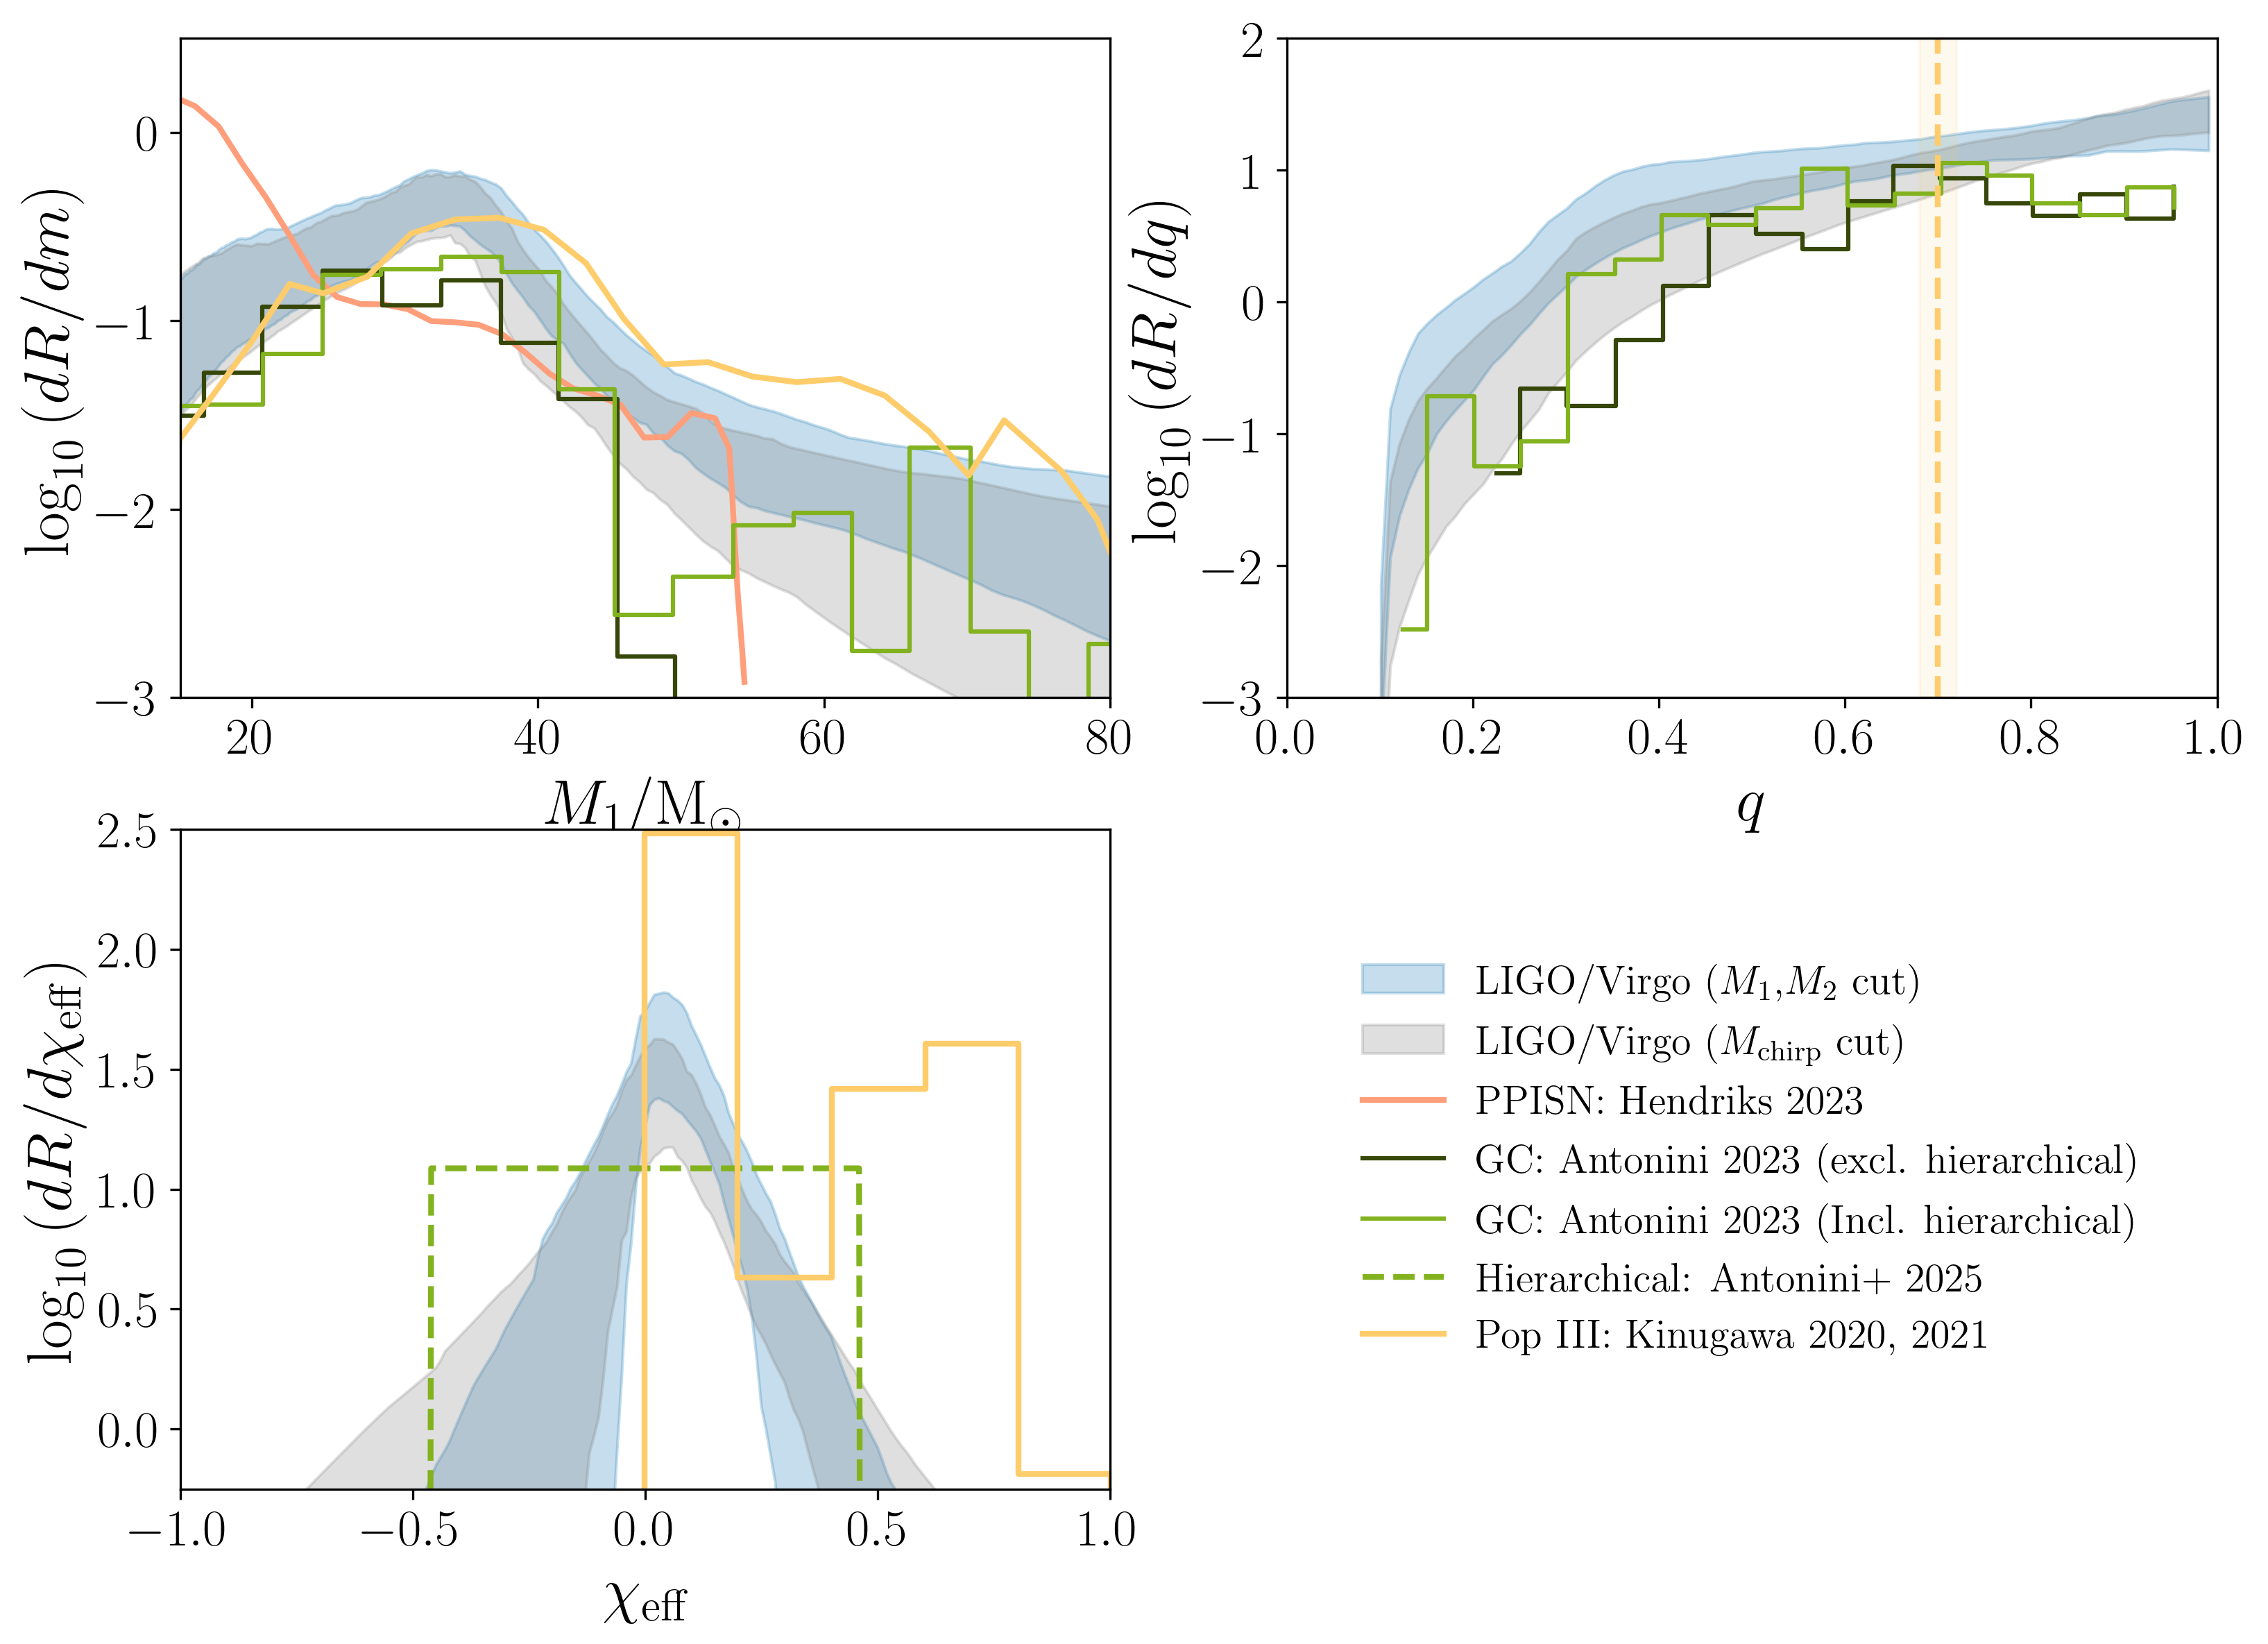 log₁₀ (dR/dm)
0
−1
−2
−3
20 40 60 80
M₁/M⊙
log₁₀ (dR/dq)
2
1
0
−1
−2
−3
0.0 0.2 0.4 0.6 0.8 1.0
q
log₁₀ (dR/dχeff)
2.5
2.0
1.5
1.0
0.5
0.0
−1.0 −0.5 0.0 0.5 1.0
χeff
LIGO/Virgo (M₁,M₂ cut)
LIGO/Virgo (Mchirp cut)
PPISN: Hendriks 2023
GC: Antonini 2023 (excl. hierarchical)
GC: Antonini 2023 (Incl. hierarchical)
Hierarchical: Antonini+ 2025
Pop III: Kinugawa 2020, 2021